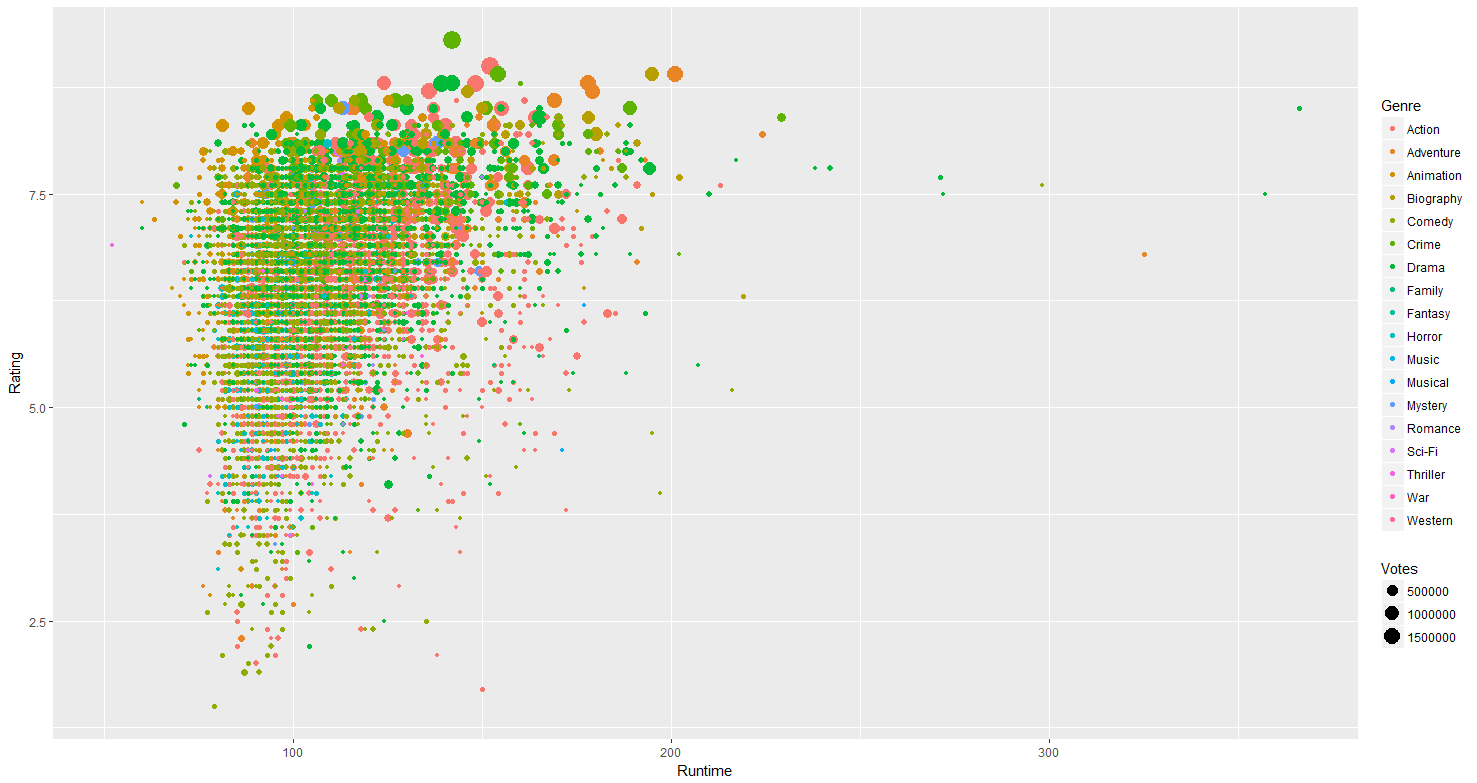 Rating
7.5
5.0
2.5
100
200
300
Runtime
Genre
Action
Adventure
Animation
Biography
Comedy
Crime
Drama
Family
Fantasy
Horror
Music
Musical
Mystery
Romance
Sci-Fi
Thriller
War
Western
Votes
500000
1000000
1500000